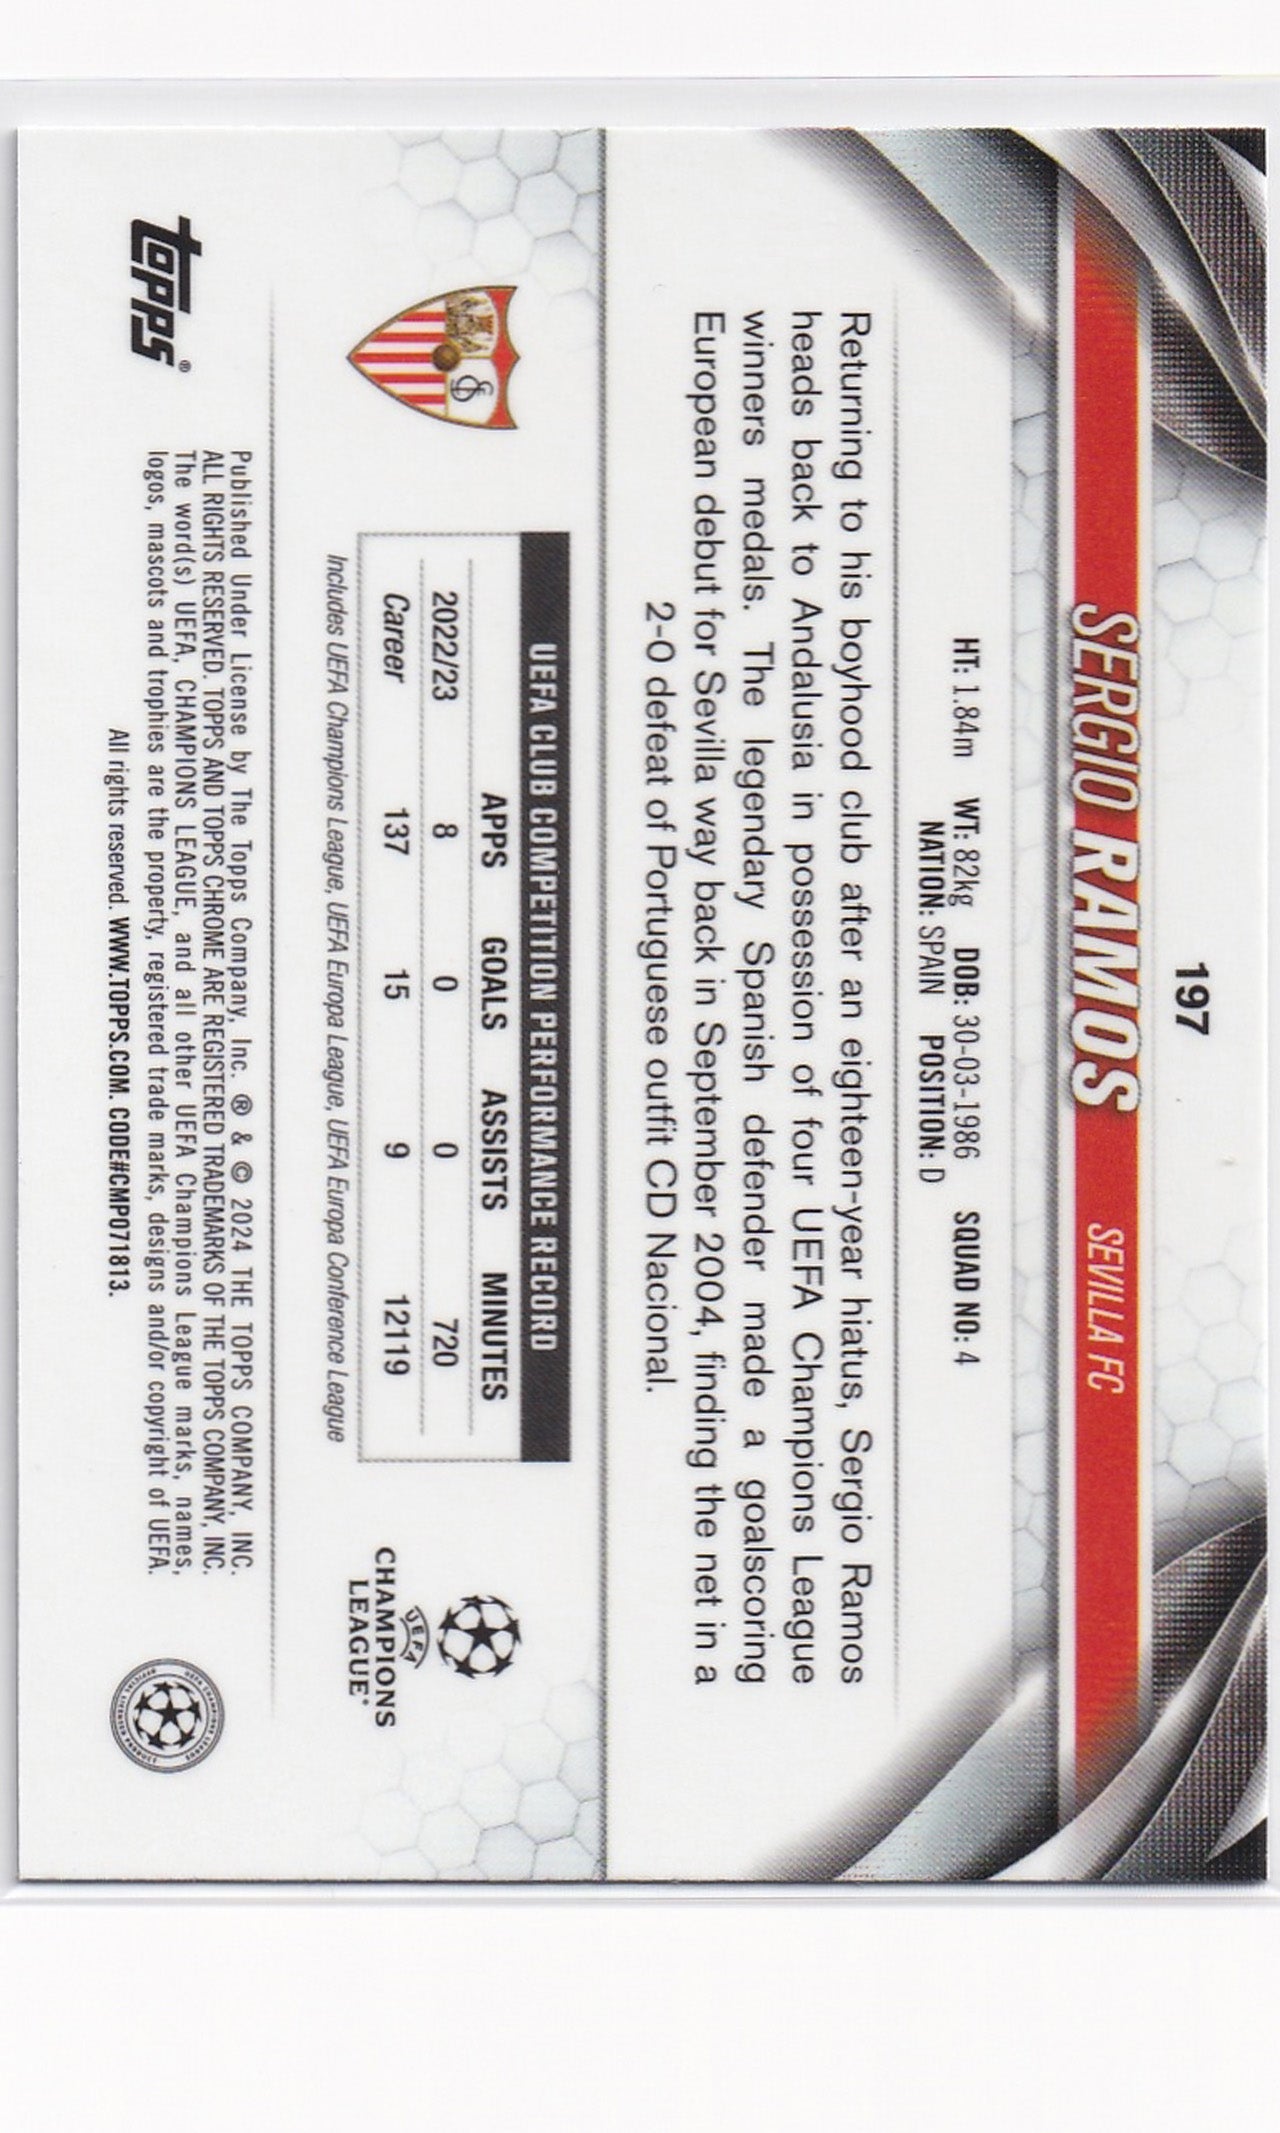 197
SERGIO RAMOS SEVILLA FC
HT: 1.84m WT: 82kg DOB: 30-03-1986 SQUAD NO: 4
NATION: SPAIN POSITION: D
Returning to his boyhood club after an eighteen-year hiatus, Sergio Ramos
heads back to Andalusia in possession of four UEFA Champions League
winners medals. The legendary Spanish defender made a goalscoring
European debut for Sevilla way back in September 2004, finding the net in a
2-0 defeat of Portuguese outfit CD Nacional.
UEFA CLUB COMPETITION PERFORMANCE RECORD
APPS GOALS ASSISTS MINUTES
2022/23 8 0 0 720
Career 137 15 9 12119
Includes UEFA Champions League, UEFA Europa League, UEFA Europa Conference League
UEFA
CHAMPIONS
LEAGUE®
topps®
Published Under License by The Topps Company, Inc. ® & © 2024 THE TOPPS COMPANY, INC.
ALL RIGHTS RESERVED. TOPPS AND TOPPS CHROME ARE REGISTERED TRADEMARKS OF THE TOPPS COMPANY, INC.
The word(s) UEFA, CHAMPIONS LEAGUE, and all other UEFA Champions League marks, names,
logos, mascots and trophies are the property, registered trade marks, designs and/or copyright of UEFA.
All rights reserved. WWW.TOPPS.COM. CODE#CMP071813.